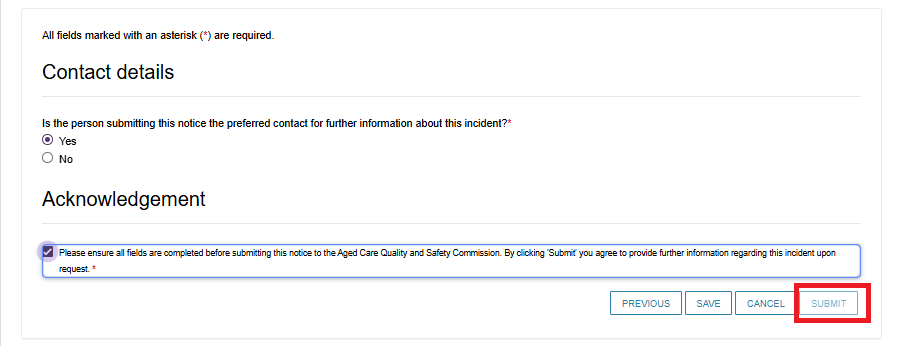 All fields marked with an asterisk (*) are required.
Contact details
Is the person submitting this notice the preferred contact for further information about this incident?*
Yes
No
Acknowledgement
Please ensure all fields are completed before submitting this notice to the Aged Care Quality and Safety Commission. By clicking 'Submit' you agree to provide further information regarding this incident upon
request. *
PREVIOUS SAVE CANCEL SUBMIT